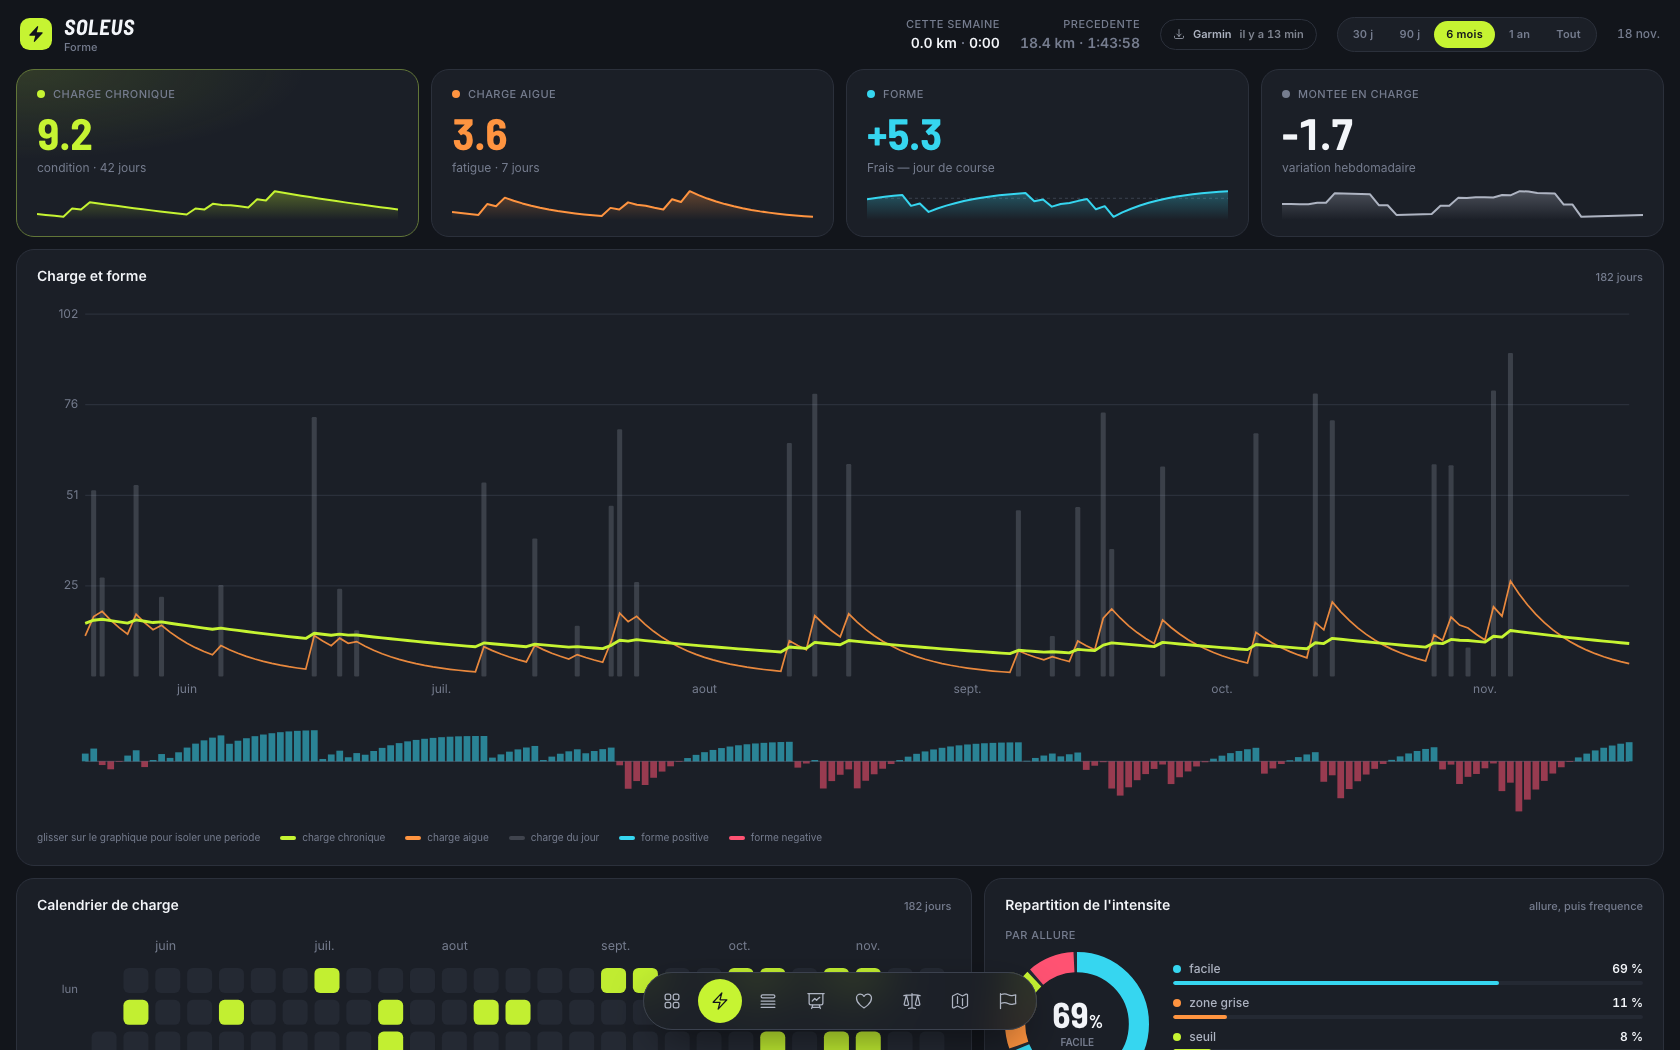 SOLEUS
Forme
CETTE SEMAINE
0.0 km · 0:00
PRECEDENTE
18.4 km · 1:43:58
Garmin il y a 13 min
30 j
90 j
6 mois
1 an
Tout
18 nov.
CHARGE CHRONIQUE
9.2
condition · 42 jours
CHARGE AIGUE
3.6
fatigue · 7 jours
FORME
+5.3
Frais — jour de course
MONTEE EN CHARGE
-1.7
variation hebdomadaire
Charge et forme
182 jours
102
76
51
25
juin
juil.
aout
sept.
oct.
nov.
glisser sur le graphique pour isoler une periode
charge chronique
charge aigue
charge du jour
forme positive
forme negative
Calendrier de charge
182 jours
juin
juil.
aout
sept.
oct.
nov.
lun
Repartition de l'intensite
allure, puis frequence
PAR ALLURE
69%
FACILE
facile
69 %
zone grise
11 %
seuil
8 %